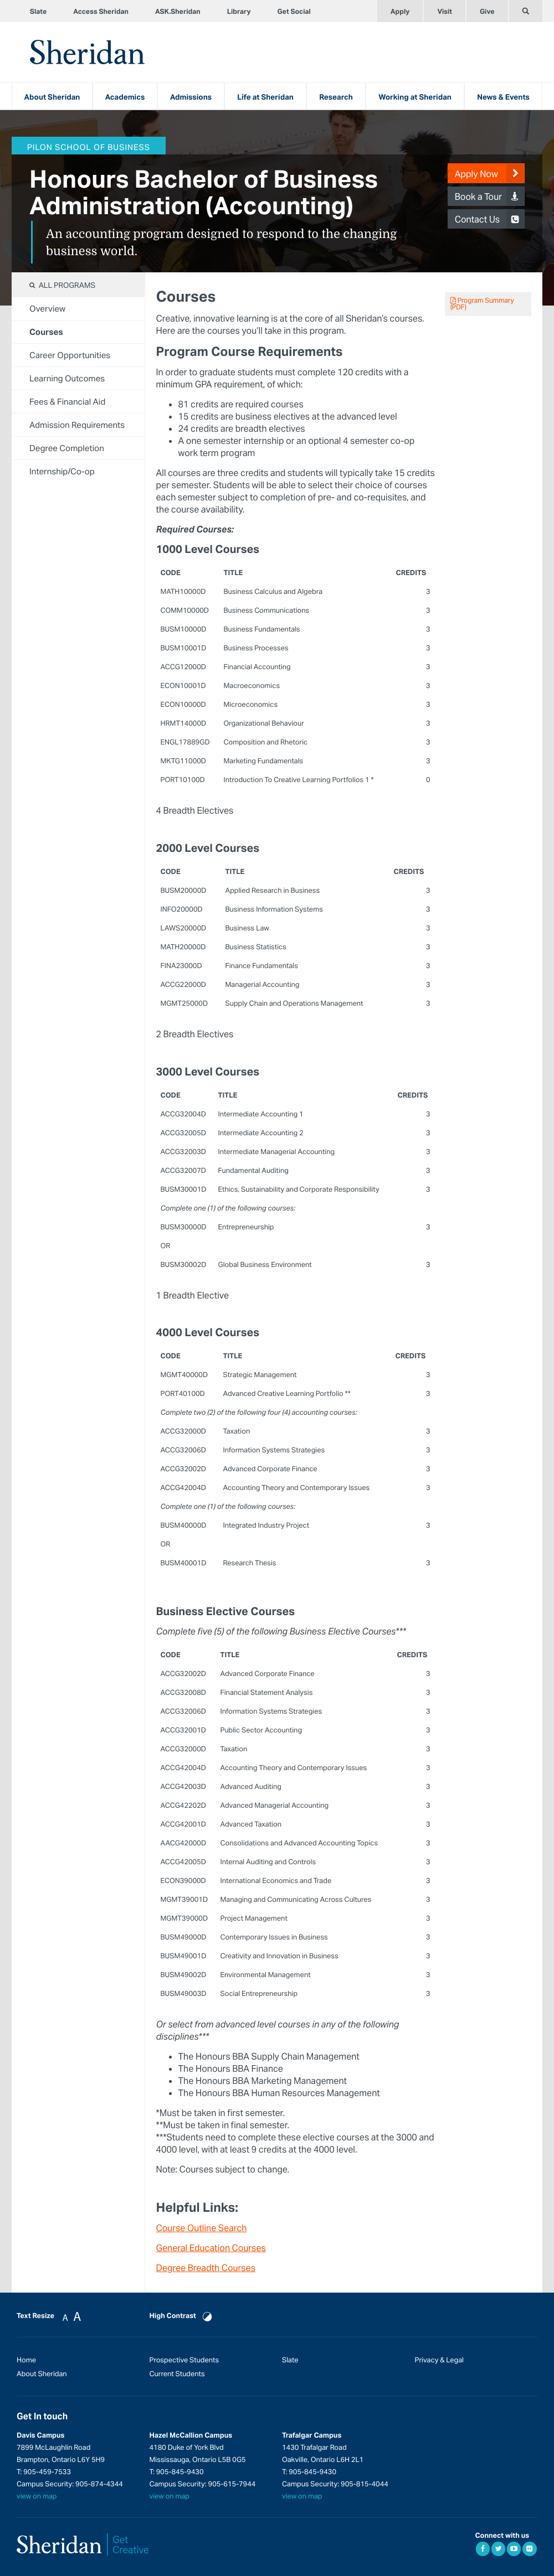 Slate Access Sheridan ASK.Sheridan Library Get Social Apply Visit Give
Sheridan
About Sheridan Academics Admissions Life at Sheridan Research Working at Sheridan News & Events
PILON SCHOOL OF BUSINESS
Honours Bachelor of Business
Administration (Accounting)
An accounting program designed to respond to the changing
business world.
Apply Now
Book a Tour
Contact Us
ALL PROGRAMS
Overview
Courses
Career Opportunities
Learning Outcomes
Fees & Financial Aid
Admission Requirements
Degree Completion
Internship/Co-op
Program Summary
(PDF)
Courses
Creative, innovative learning is at the core of all Sheridan's courses.
Here are the courses you'll take in this program.
Program Course Requirements
In order to graduate students must complete 120 credits with a
minimum GPA requirement, of which:
• 81 credits are required courses
• 15 credits are business electives at the advanced level
• 24 credits are breadth electives
• A one semester internship or an optional 4 semester co-op
work term program
All courses are three credits and students will typically take 15 credits
per semester. Students will be able to select their choice of courses
each semester subject to completion of pre- and co-requisites, and
the course availability.
Required Courses:
1000 Level Courses
CODE TITLE CREDITS
MATH10000D Business Calculus and Algebra 3
COMM10000D Business Communications 3
BUSM10000D Business Fundamentals 3
BUSM10001D Business Processes 3
ACCG12000D Financial Accounting 3
ECON10001D Macroeconomics 3
ECON10000D Microeconomics 3
HRMT14000D Organizational Behaviour 3
ENGL17889GD Composition and Rhetoric 3
MKTG11000D Marketing Fundamentals 3
PORT10100D Introduction To Creative Learning Portfolios 1 * 0
4 Breadth Electives
2000 Level Courses
CODE TITLE CREDITS
BUSM20000D Applied Research in Business 3
INFO20000D Business Information Systems 3
LAWS20000D Business Law 3
MATH20000D Business Statistics 3
FINA23000D Finance Fundamentals 3
ACCG22000D Managerial Accounting 3
MGMT25000D Supply Chain and Operations Management 3
2 Breadth Electives
3000 Level Courses
CODE TITLE CREDITS
ACCG32004D Intermediate Accounting 1 3
ACCG32005D Intermediate Accounting 2 3
ACCG32003D Intermediate Managerial Accounting 3
ACCG32007D Fundamental Auditing 3
BUSM30001D Ethics, Sustainability and Corporate Responsibility 3
Complete one (1) of the following courses:
BUSM30000D Entrepreneurship 3
OR
BUSM30002D Global Business Environment 3
1 Breadth Elective
4000 Level Courses
CODE TITLE CREDITS
MGMT40000D Strategic Management 3
PORT40100D Advanced Creative Learning Portfolio ** 3
Complete two (2) of the following four (4) accounting courses:
ACCG32000D Taxation 3
ACCG32006D Information Systems Strategies 3
ACCG32002D Advanced Corporate Finance 3
ACCG42004D Accounting Theory and Contemporary Issues 3
Complete one (1) of the following courses:
BUSM40000D Integrated Industry Project 3
OR
BUSM40001D Research Thesis 3
Business Elective Courses
Complete five (5) of the following Business Elective Courses***
CODE TITLE CREDITS
ACCG32002D Advanced Corporate Finance 3
ACCG32008D Financial Statement Analysis 3
ACCG32006D Information Systems Strategies 3
ACCG32001D Public Sector Accounting 3
ACCG32000D Taxation 3
ACCG42004D Accounting Theory and Contemporary Issues 3
ACCG42003D Advanced Auditing 3
ACCG42202D Advanced Managerial Accounting 3
ACCG42001D Advanced Taxation 3
AACG42000D Consolidations and Advanced Accounting Topics 3
ACCG42005D Internal Auditing and Controls 3
ECON39000D International Economics and Trade 3
MGMT39001D Managing and Communicating Across Cultures 3
MGMT39000D Project Management 3
BUSM49000D Contemporary Issues in Business 3
BUSM49001D Creativity and Innovation in Business 3
BUSM49002D Environmental Management 3
BUSM49003D Social Entrepreneurship 3
Or select from advanced level courses in any of the following
disciplines***
• The Honours BBA Supply Chain Management
• The Honours BBA Finance
• The Honours BBA Marketing Management
• The Honours BBA Human Resources Management
*Must be taken in first semester.
**Must be taken in final semester.
***Students need to complete these elective courses at the 3000 and
4000 level, with at least 9 credits at the 4000 level.
Note: Courses subject to change.
Helpful Links:
Course Outline Search
General Education Courses
Degree Breadth Courses
Text Resize A A High Contrast
Home Prospective Students Slate Privacy & Legal
About Sheridan Current Students
Get In touch
Davis Campus
7899 McLaughlin Road
Brampton, Ontario L6Y 5H9
T: 905-459-7533
Campus Security: 905-874-4344
view on map
Hazel McCallion Campus
4180 Duke of York Blvd
Mississauga, Ontario L5B 0G5
T: 905-845-9430
Campus Security: 905-615-7944
view on map
Trafalgar Campus
1430 Trafalgar Road
Oakville, Ontario L6H 2L1
T: 905-845-9430
Campus Security: 905-815-4044
view on map
Sheridan
Get
Creative
Connect with us